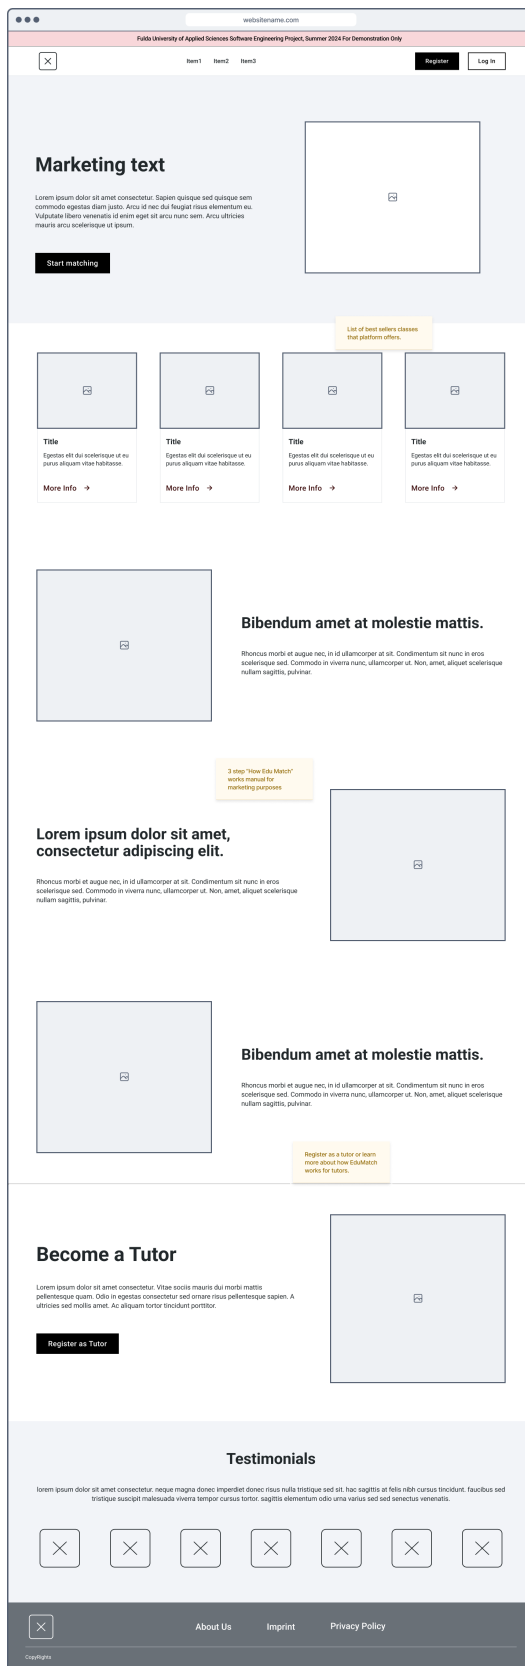 websitename.com
Fulda University of Applied Sciences Software Engineering Project, Summer 2024 For Demonstration Only
Item1 Item2 Item3
Register
Log In
Marketing text
Lorem ipsum dolor sit amet consectetur. Sapien quisque sed quisque sem
commodo egestas diam justo. Arcu id nec dui feugiat risus elementum eu.
Vulputate libero venenatis id enim eget sit arcu nunc sem. Arcu ultricies
mauris arcu scelerisque ut ipsum.
Start matching
List of best sellers classes
that platform offers.
Title
Egestas elit dui scelerisque ut eu
purus aliquam vitae habitasse.
More Info →
Title
Egestas elit dui scelerisque ut eu
purus aliquam vitae habitasse.
More Info →
Title
Egestas elit dui scelerisque ut eu
purus aliquam vitae habitasse.
More Info →
Title
Egestas elit dui scelerisque ut eu
purus aliquam vitae habitasse.
More Info →
Bibendum amet at molestie mattis.
Rhoncus morbi et augue nec, in id ullamcorper at sit. Condimentum sit nunc in eros
scelerisque sed. Commodo in viverra nunc, ullamcorper ut. Non, amet, aliquet scelerisque
nullam sagittis, pulvinar.
3 step "How Edu Match"
works manual for
marketing purposes
Lorem ipsum dolor sit amet,
consectetur adipiscing elit.
Rhoncus morbi et augue nec, in id ullamcorper at sit. Condimentum sit nunc in eros
scelerisque sed. Commodo in viverra nunc, ullamcorper ut. Non, amet, aliquet scelerisque
nullam sagittis, pulvinar.
Bibendum amet at molestie mattis.
Rhoncus morbi et augue nec, in id ullamcorper at sit. Condimentum sit nunc in eros
scelerisque sed. Commodo in viverra nunc, ullamcorper ut. Non, amet, aliquet scelerisque
nullam sagittis, pulvinar.
Register as a tutor or learn
more about how EduMatch
works for tutors.
Become a Tutor
Lorem ipsum dolor sit amet consectetur. Vitae sociis mauris dui morbi mattis
pellentesque quam. Odio in egestas consectetur sed ornare risus pellentesque sapien. A
ultricies sed mollis amet. Ac aliquam tortor tincidunt porttitor.
Register as Tutor
Testimonials
lorem ipsum dolor sit amet consectetur. neque magna donec imperdiet donec risus nulla tristique sed sit. hac sagittis at felis nibh cursus tincidunt. faucibus sed
tristique suscipit malesuada viverra tempor cursus tortor. sagittis elementum odio urna varius sed sed senectus venenatis.
About Us Imprint Privacy Policy
CopyRights